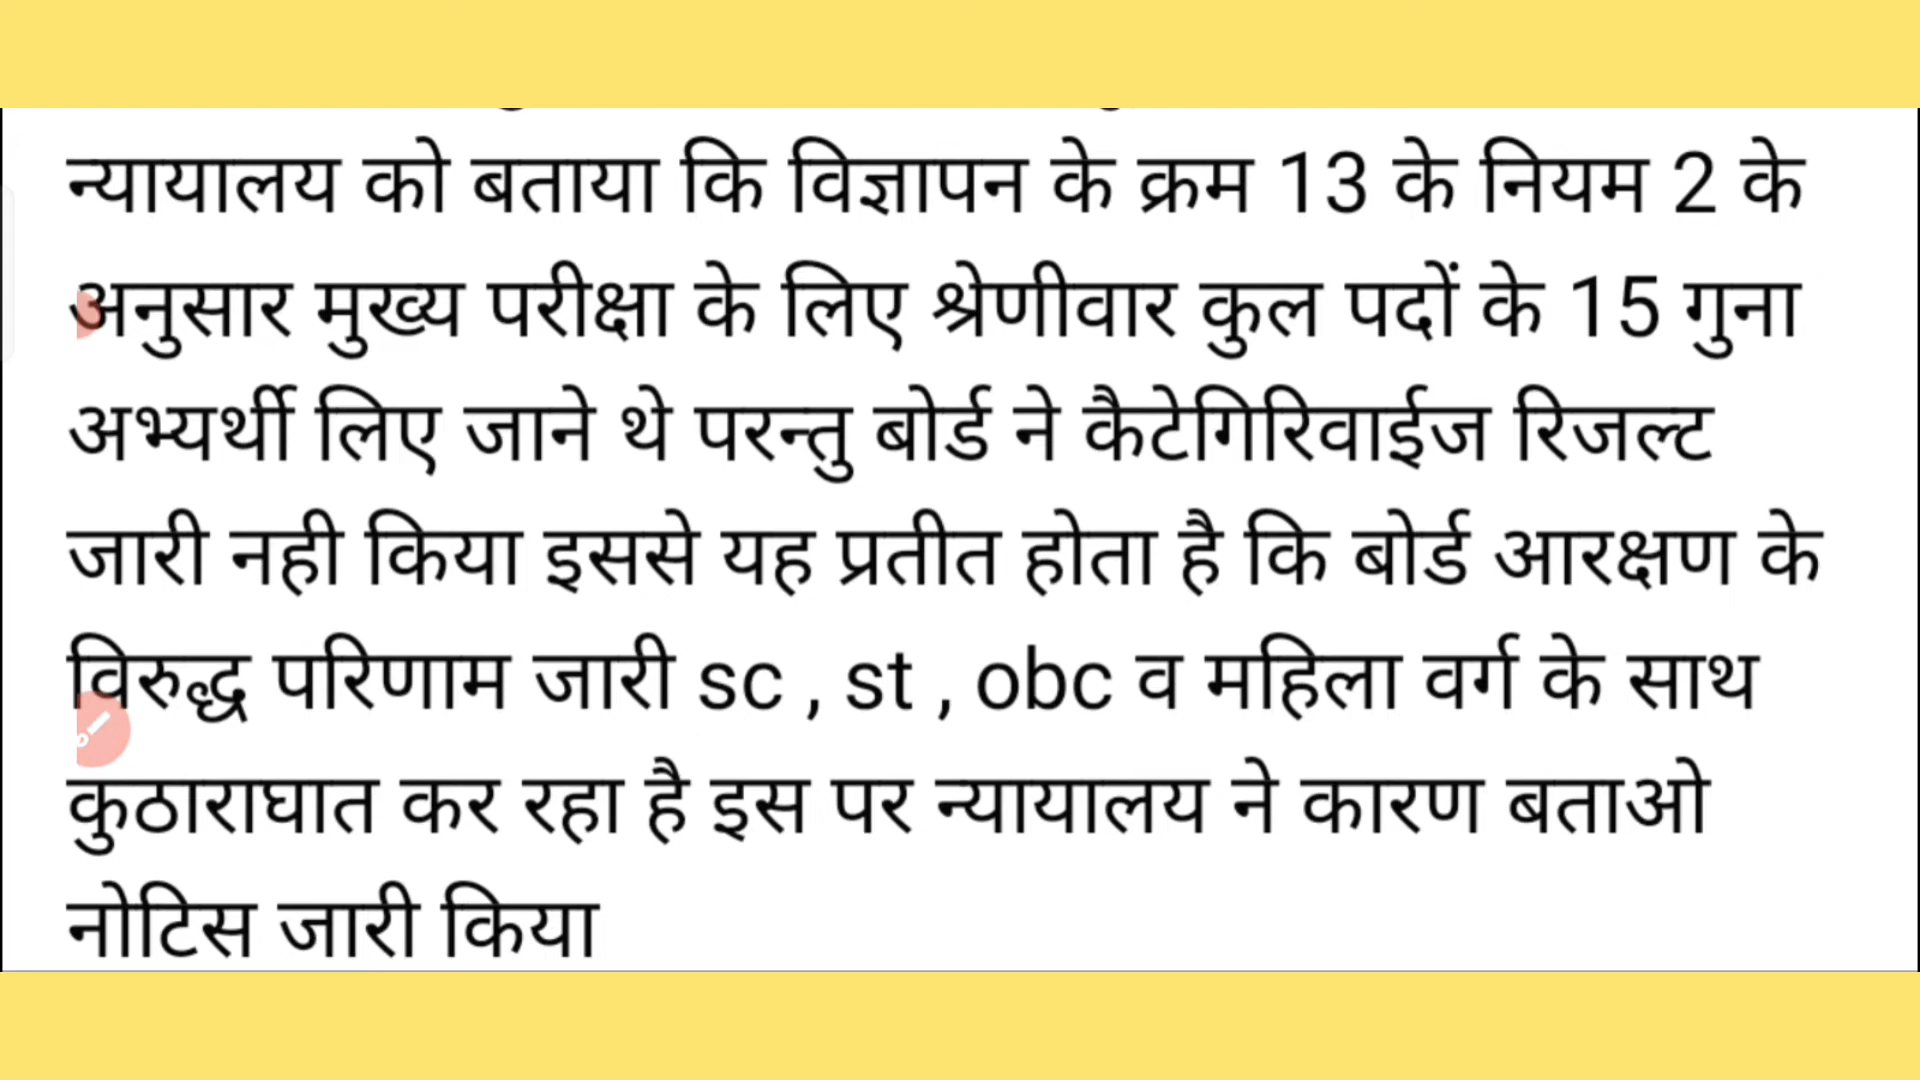 न्यायालय को बताया कि विज्ञापन के क्रम 13 के नियम 2 के
अनुसार मुख्य परीक्षा के लिए श्रेणीवार कुल पदों के 15 गुना
अभ्यर्थी लिए जाने थे परन्तु बोर्ड ने कैटेगिरिवाईज रिजल्ट
जारी नही किया इससे यह प्रतीत होता है कि बोर्ड आरक्षण के
विरुद्ध परिणाम जारी sc , st , obc व महिला वर्ग के साथ
कुठाराघात कर रहा है इस पर न्यायालय ने कारण बताओ
नोटिस जारी किया